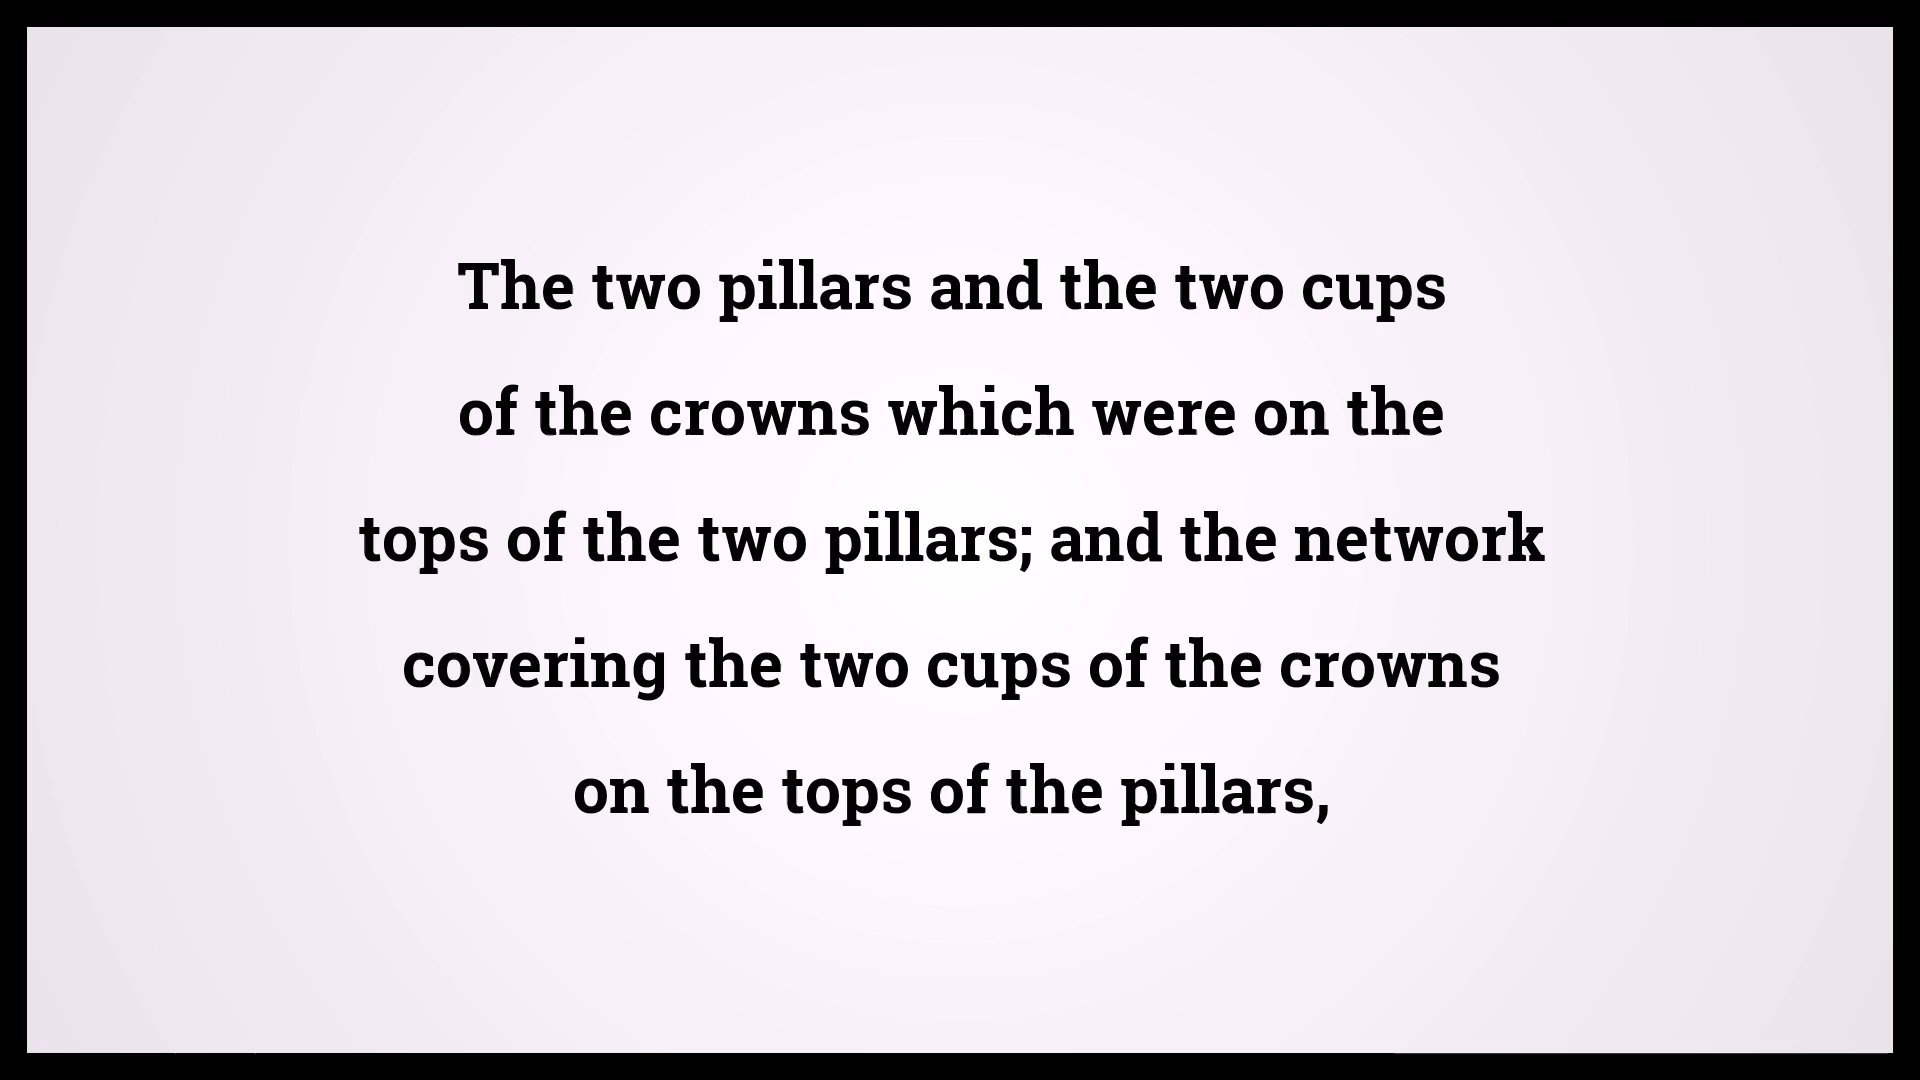 The two pillars and the two cups
of the crowns which were on the
tops of the two pillars; and the network
covering the two cups of the crowns
on the tops of the pillars,